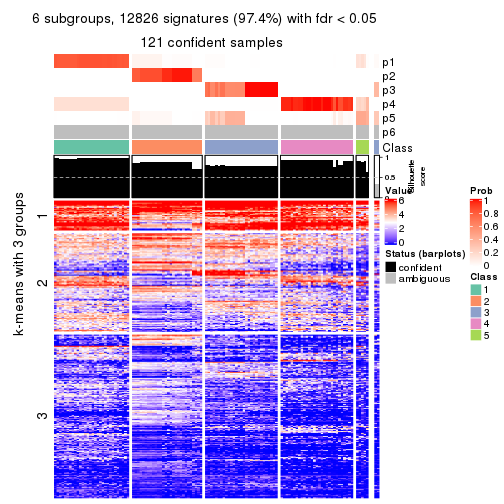 6 subgroups, 12826 signatures (97.4%) with fdr < 0.05
121 confident samples
p1
p2
p3
p4
p5
p6
Class
1
0.5
0
Silhouette
score
k-means with 3 groups
1
2
3
Value
6
4
2
0
Status (barplots)
confident
ambiguous
Prob
1
0.8
0.6
0.4
0.2
0
Class
1
2
3
4
5